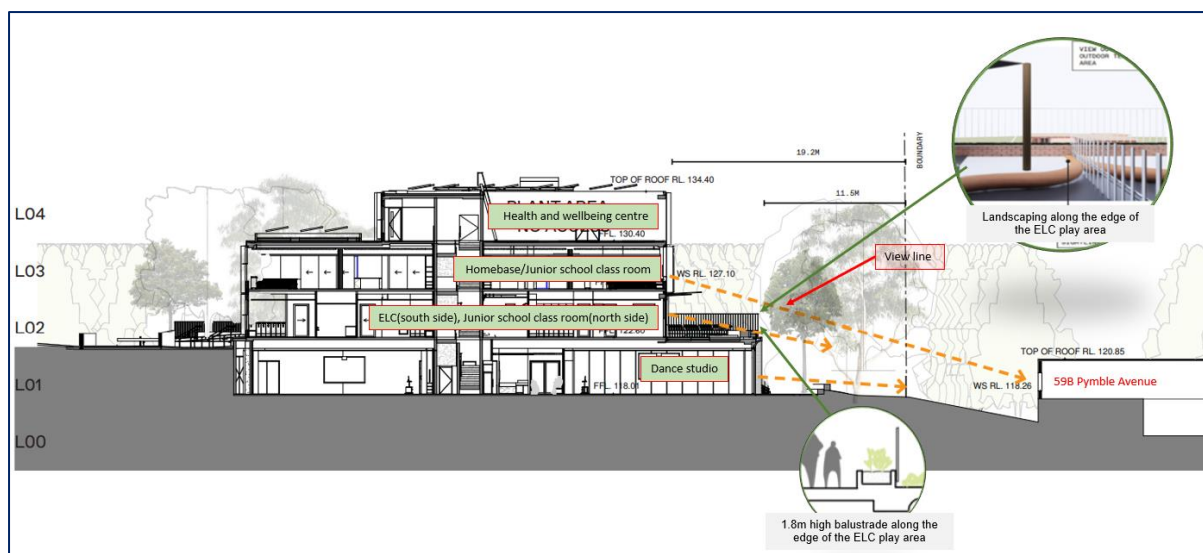 VIEW
OUTDOOR
AREA
19.2M
BOUNDARY
TOP OF ROOF RL. 134.40
11.5M
Landscaping along the edge of
the ELC play area
L04
Health and wellbeing centre
FFL. 130.40
View line
L03
Homebase/Junior school class room
WS RL. 127.10
L02
ELC(south side), Junior school class room(north side)
TOP OF ROOF RL. 120.85
Dance studio
L01
FFL. 118.01
WS RL. 118.26
59B Pymble Avenue
L00
1.8m high balustrade along the
edge of the ELC play area